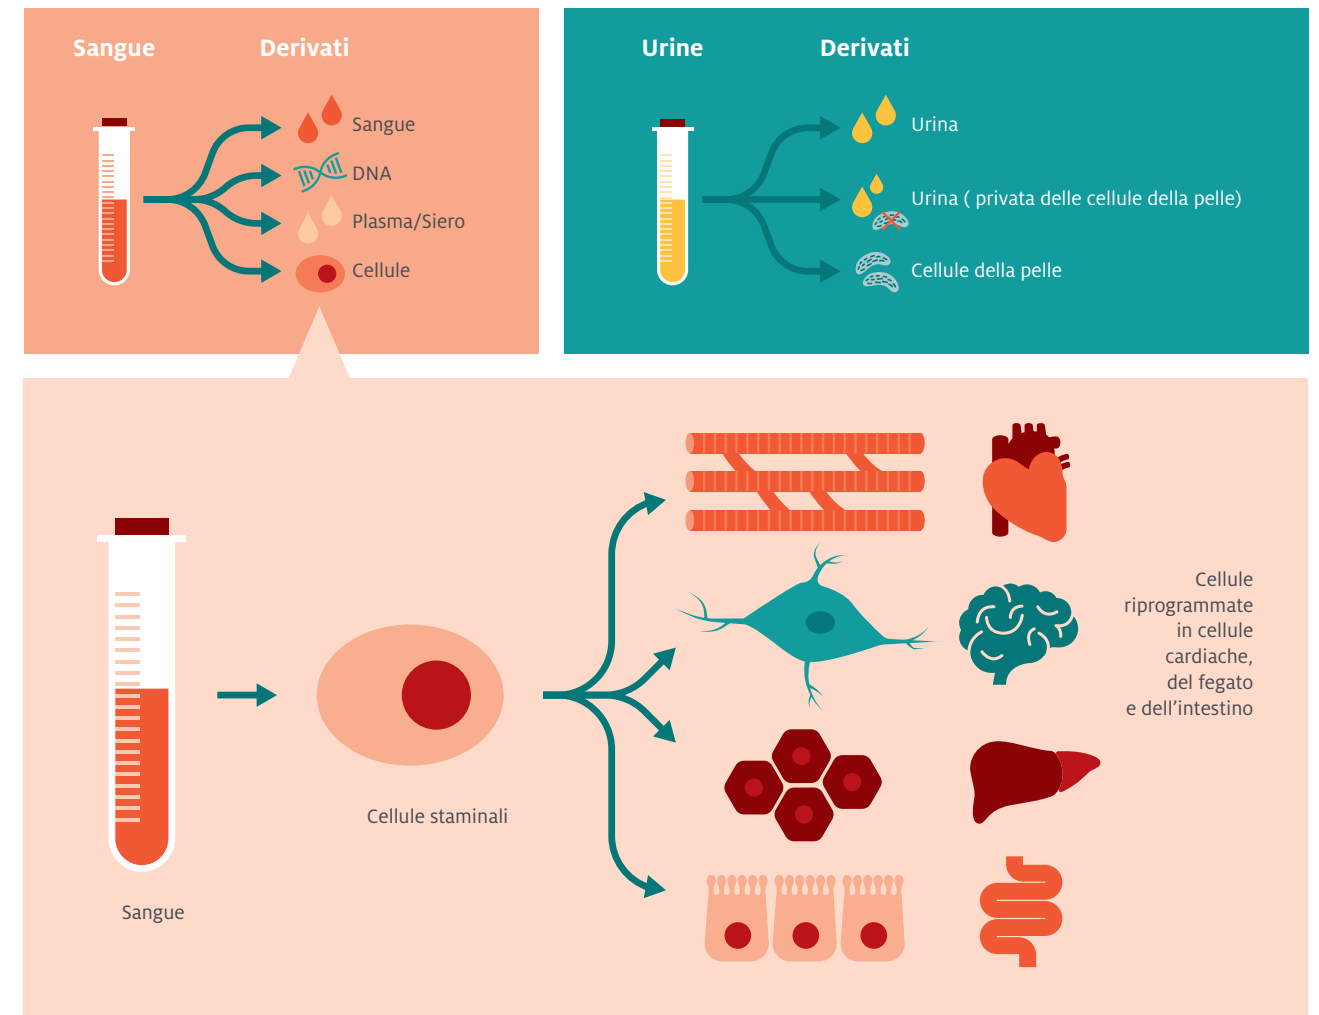 Sangue
Derivati
Sangue
DNA
Plasma/Siero
Cellule
Urine
Derivati
Urina
Urina ( privata delle cellule della pelle)
Cellule della pelle
Sangue
Cellule staminali
Cellule
riprogrammate
in cellule
cardiache,
del fegato
e dell’intestino